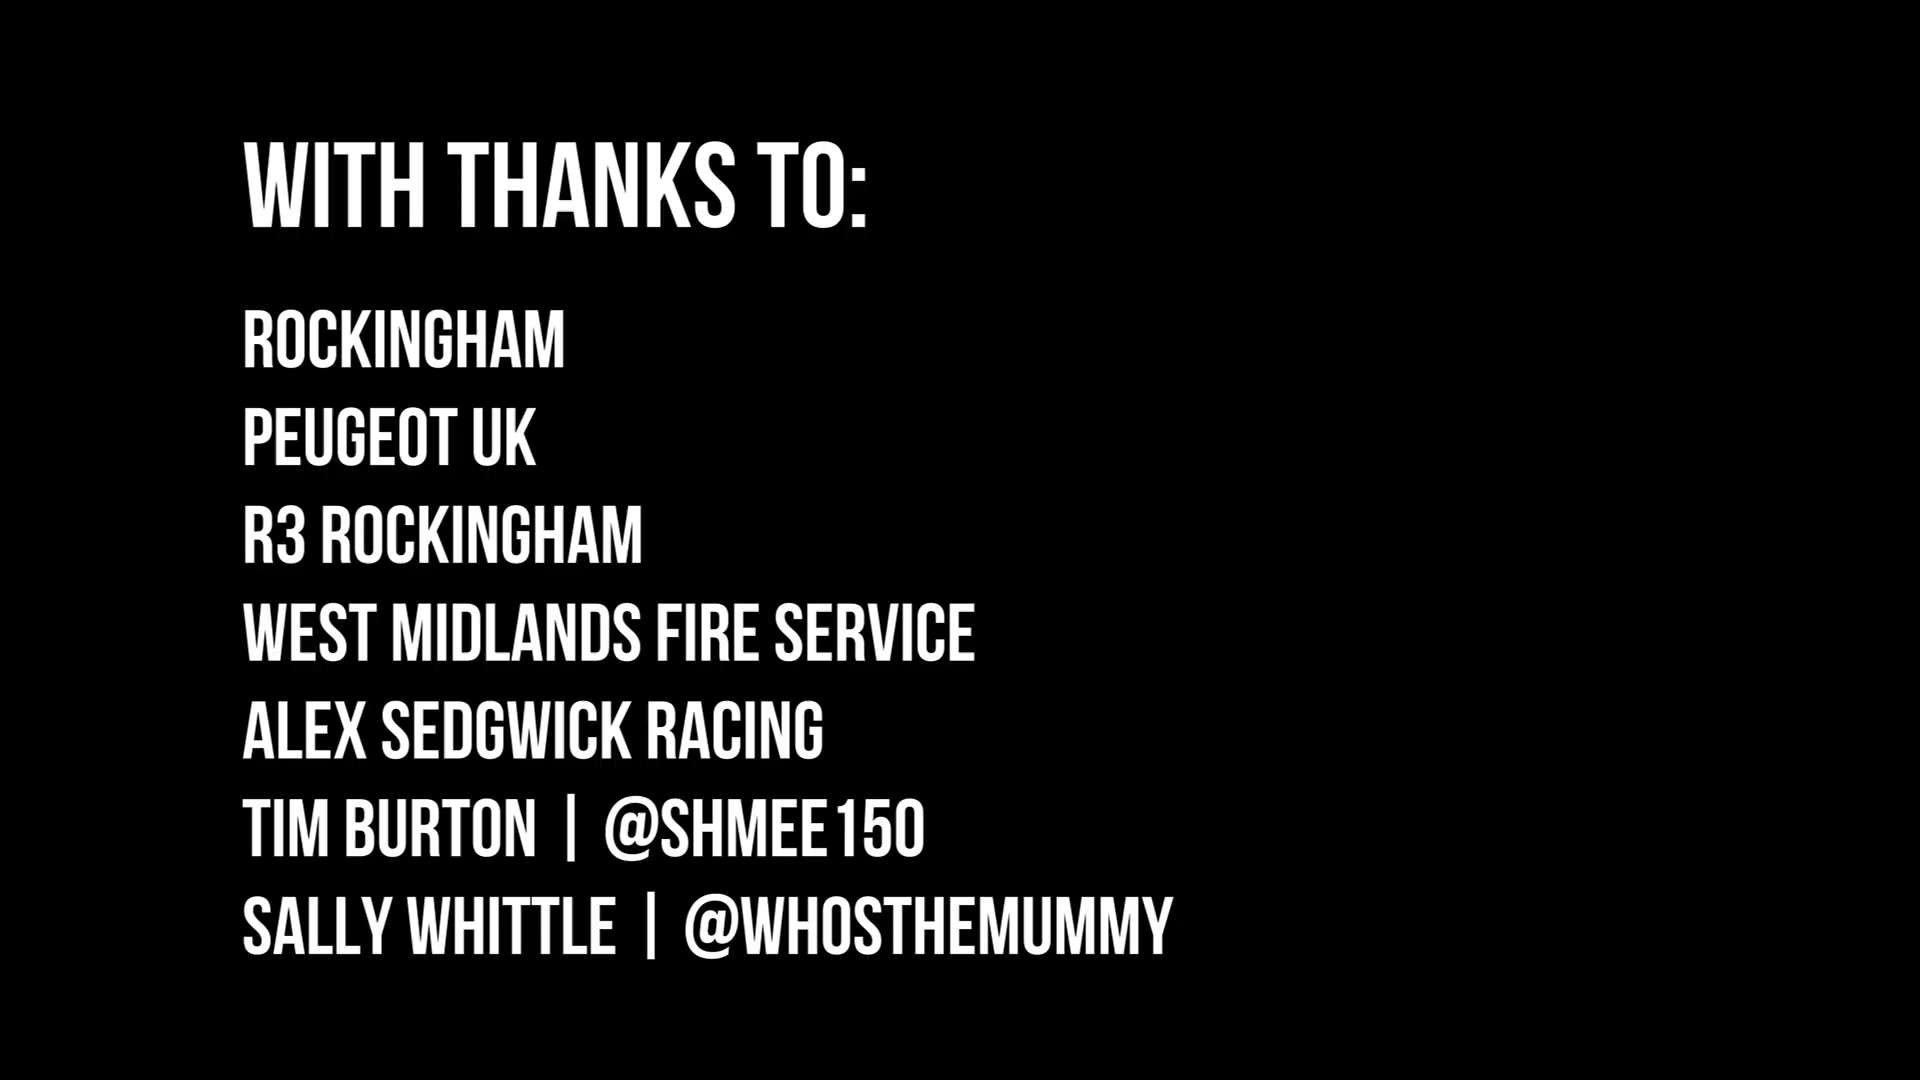 WITH THANKS TO:
ROCKINGHAM
PEUGEOT UK
R3 ROCKINGHAM
WEST MIDLANDS FIRE SERVICE
ALEX SEDGWICK RACING
TIM BURTON | @SHMEE150
SALLY WHITTLE | @WHOSTHEMUMMY